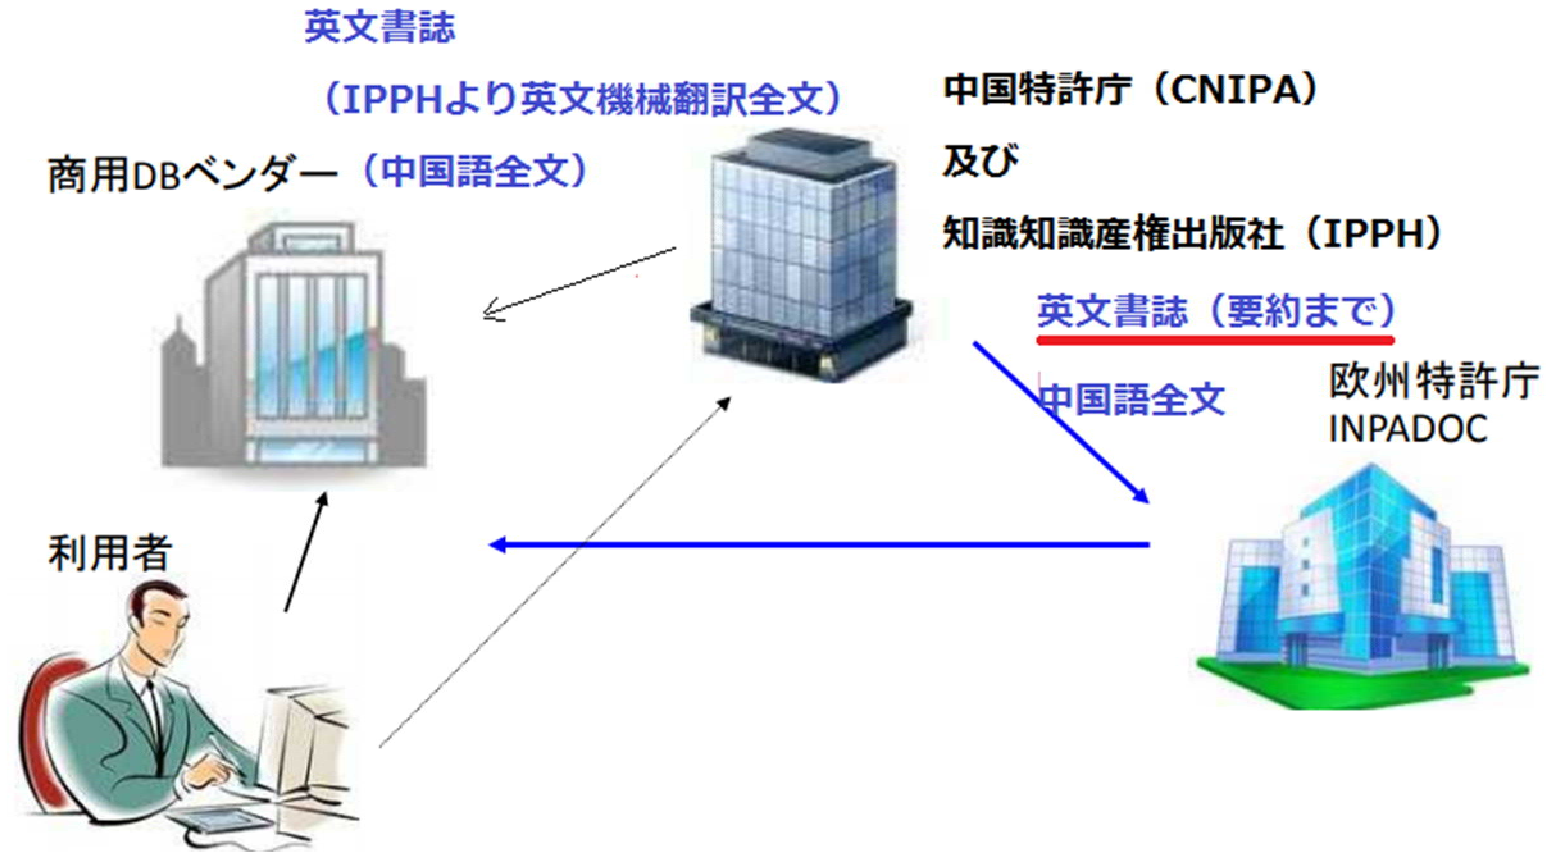 英文書誌
（IPPHより英文機械翻訳全文）
商用DBベンダー（中国語全文）
中国特許庁（CNIPA）
及び
知識知識産権出版社（IPPH）
英文書誌（要約まで）
中国語全文
欧州特許庁
INPADOC
利用者